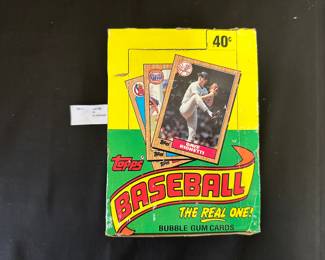 40¢
DAVE RIGHETTI
Topps
BASEBALL
THE REAL ONE!
BUBBLE GUM CARDS